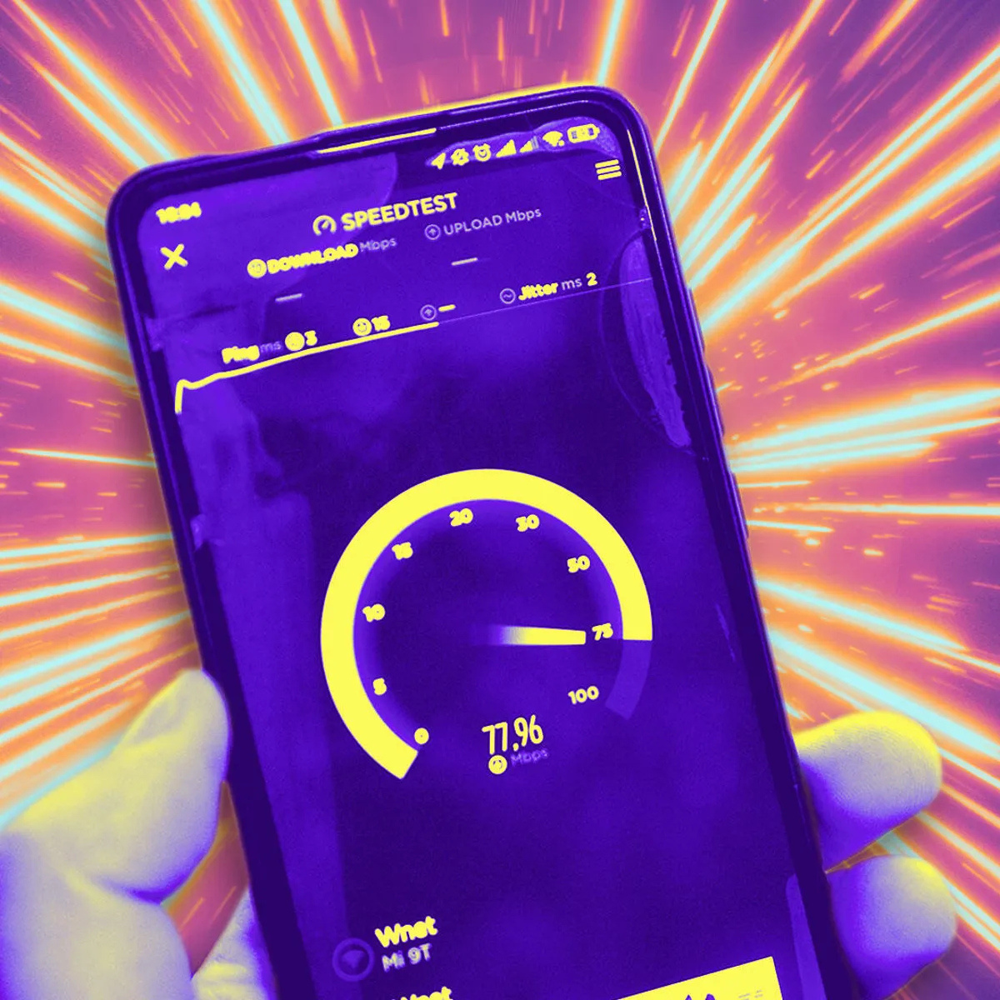 SPEEDTEST
DOWNLOAD Mbps
UPLOAD Mbps
Ping ms 3
15
Jitter ms 2
0
5
10
15
20
30
50
75
100
77,96
Mbps
Wnet
Mi 9T
Wnet